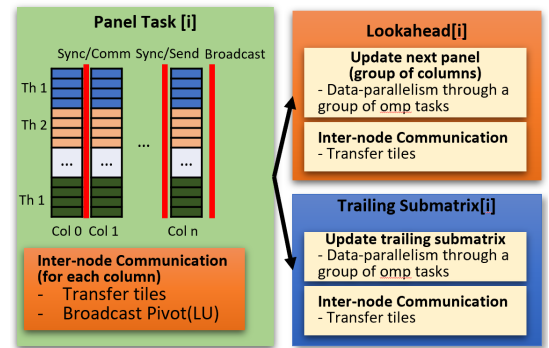 Panel Task [i]
Sync/Comm Sync/Send Broadcast
Th 1
Th 2
...
... ... ...
Th 1
Col 0 Col 1 Col n
Inter-node Communication
(for each column)
- Transfer tiles
- Broadcast Pivot(LU)
Lookahead[i]
Update next panel
(group of columns)
- Data-parallelism through a
group of omp tasks
Inter-node Communication
- Transfer tiles
Trailing Submatrix[i]
Update trailing submatrix
- Data-parallelism through a
group of omp tasks
Inter-node Communication
- Transfer tiles